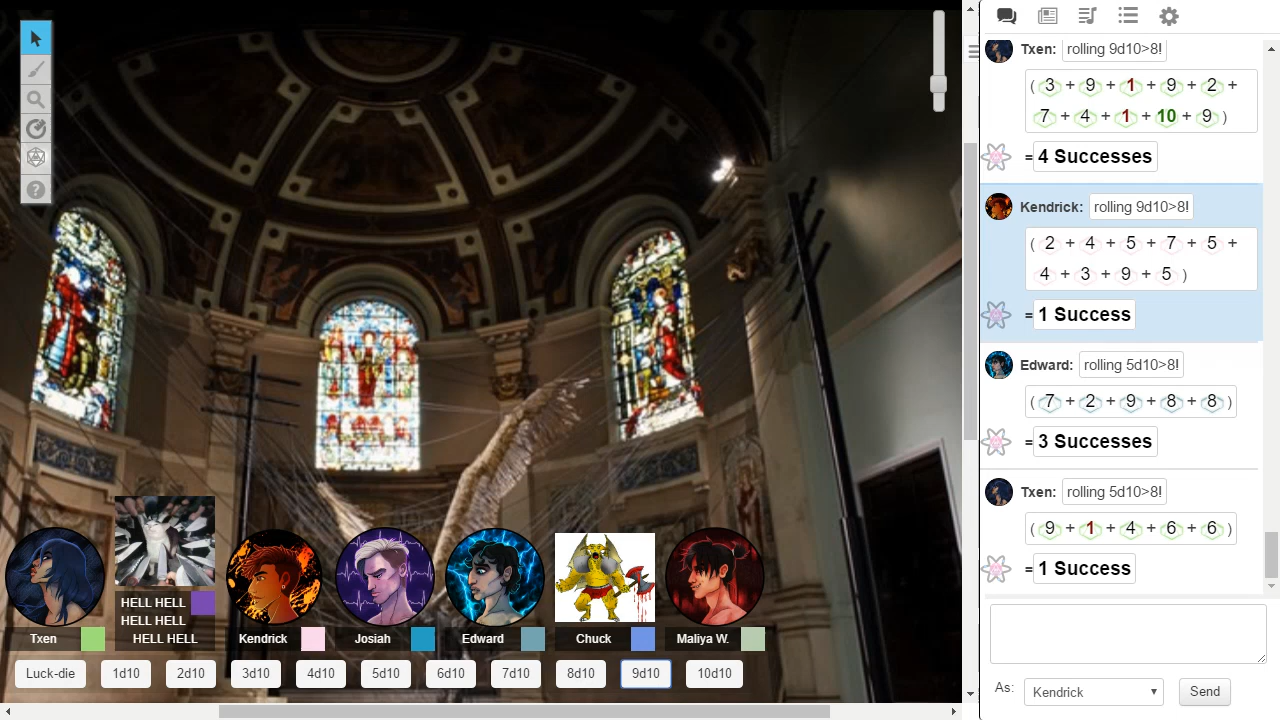 Txen: rolling 9d10>8!
( 3 + 9 + 1 + 9 + 2 +
7 + 4 + 1 + 10 + 9 )
= 4 Successes
Kendrick: rolling 9d10>8!
( 2 + 4 + 5 + 7 + 5 +
4 + 3 + 9 + 5 )
= 1 Success
Edward: rolling 5d10>8!
( 7 + 2 + 9 + 8 + 8 )
= 3 Successes
Txen: rolling 5d10>8!
( 9 + 1 + 4 + 6 + 6 )
= 1 Success
HELL HELL
HELL HELL
HELL HELL
Txen
Kendrick
Josiah
Edward
Chuck
Maliya W.
Luck-die
1d10
2d10
3d10
4d10
5d10
6d10
7d10
8d10
9d10
10d10
As: Kendrick
Send